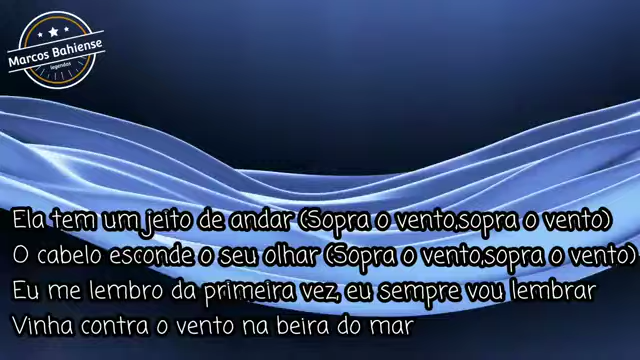 Marcos Bahiense
legendas
Ela tem um jeito de andar (Sopra o vento,sopra o vento)
O cabelo esconde o seu olhar (Sopra o vento,sopra o vento)
Eu me lembro da primeira vez, eu sempre vou lembrar
Vinha contra o vento na beira do mar